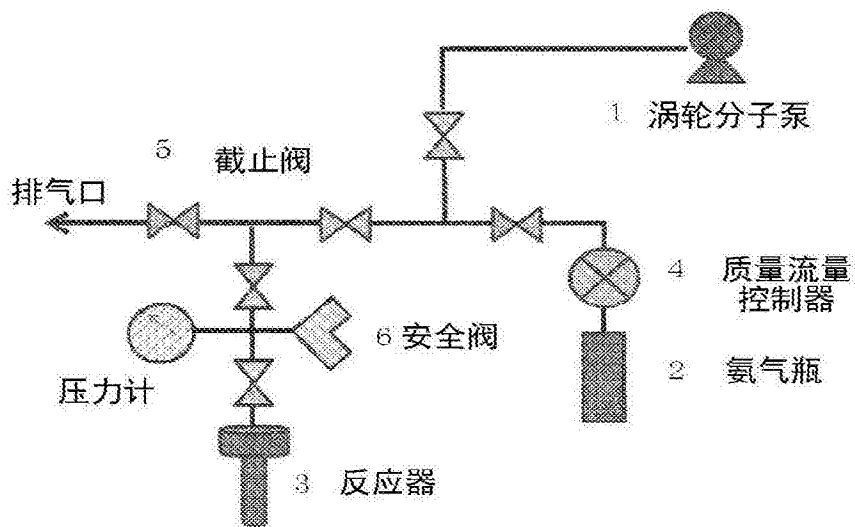 1 涡轮分子泵
5 截止阀
排气口
4 质量流量
控制器
6 安全阀
2 氨气瓶
压力计
3 反应器